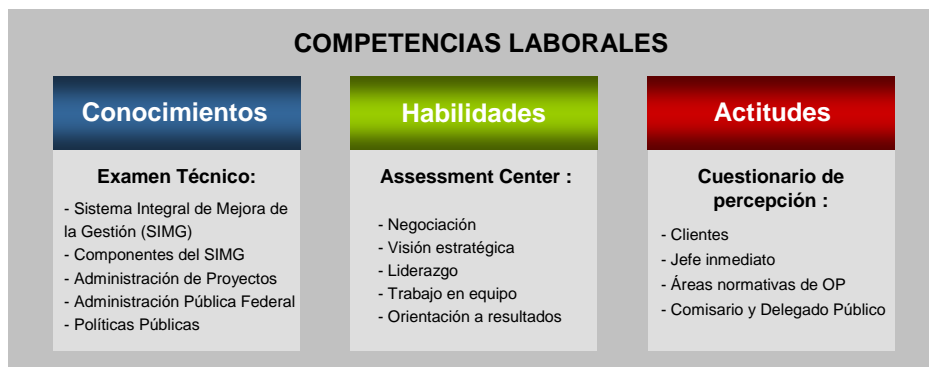 COMPETENCIAS LABORALES
Conocimientos
Examen Técnico:
- Sistema Integral de Mejora de
la Gestión (SIMG)
- Componentes del SIMG
- Administración de Proyectos
- Administración Pública Federal
- Políticas Públicas
Habilidades
Assessment Center :
- Negociación
- Visión estratégica
- Liderazgo
- Trabajo en equipo
- Orientación a resultados
Actitudes
Cuestionario de
percepción :
- Clientes
- Jefe inmediato
- Áreas normativas de OP
- Comisario y Delegado Público